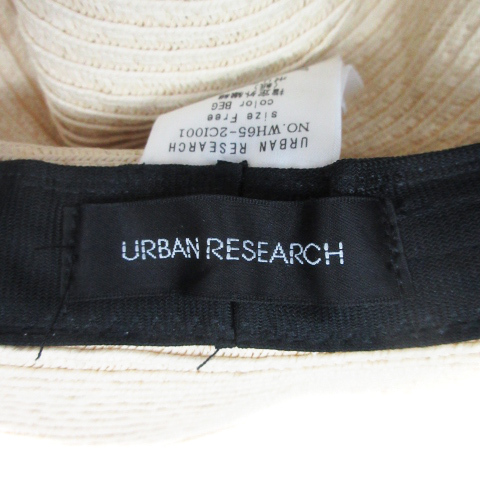 URBAN RESEARCH
URBAN RESEARCH
NO.WH65-2CI001
size Free
color BEG